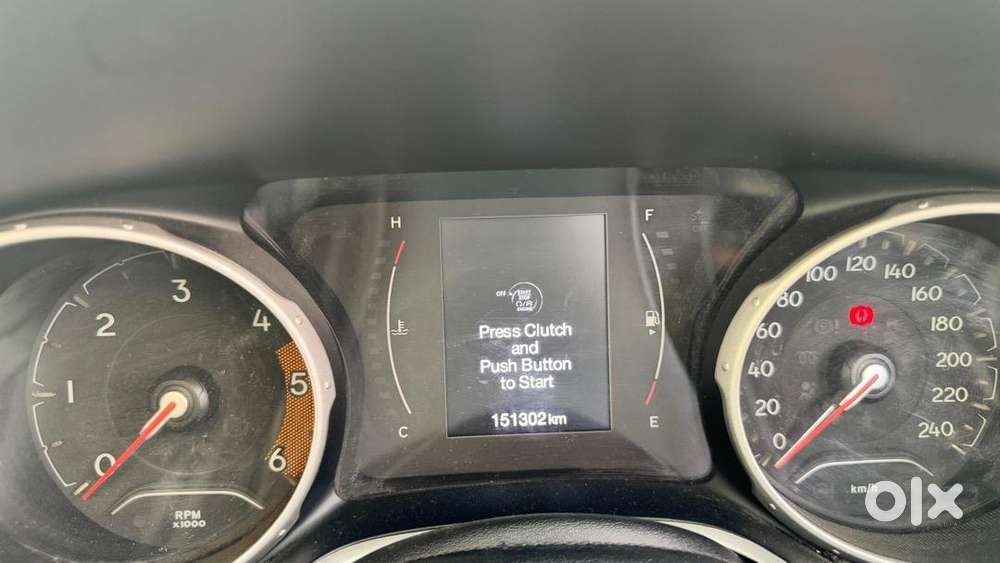 0
1
2
3
4
5
6
RPM
x1000
H
C
OFF
START
STOP
ENGINE
Press Clutch
and
Push Button
to Start
151302 km
F
E
OFF
0
20
40
60
80
100
120
140
160
180
200
220
240
km/h
olx